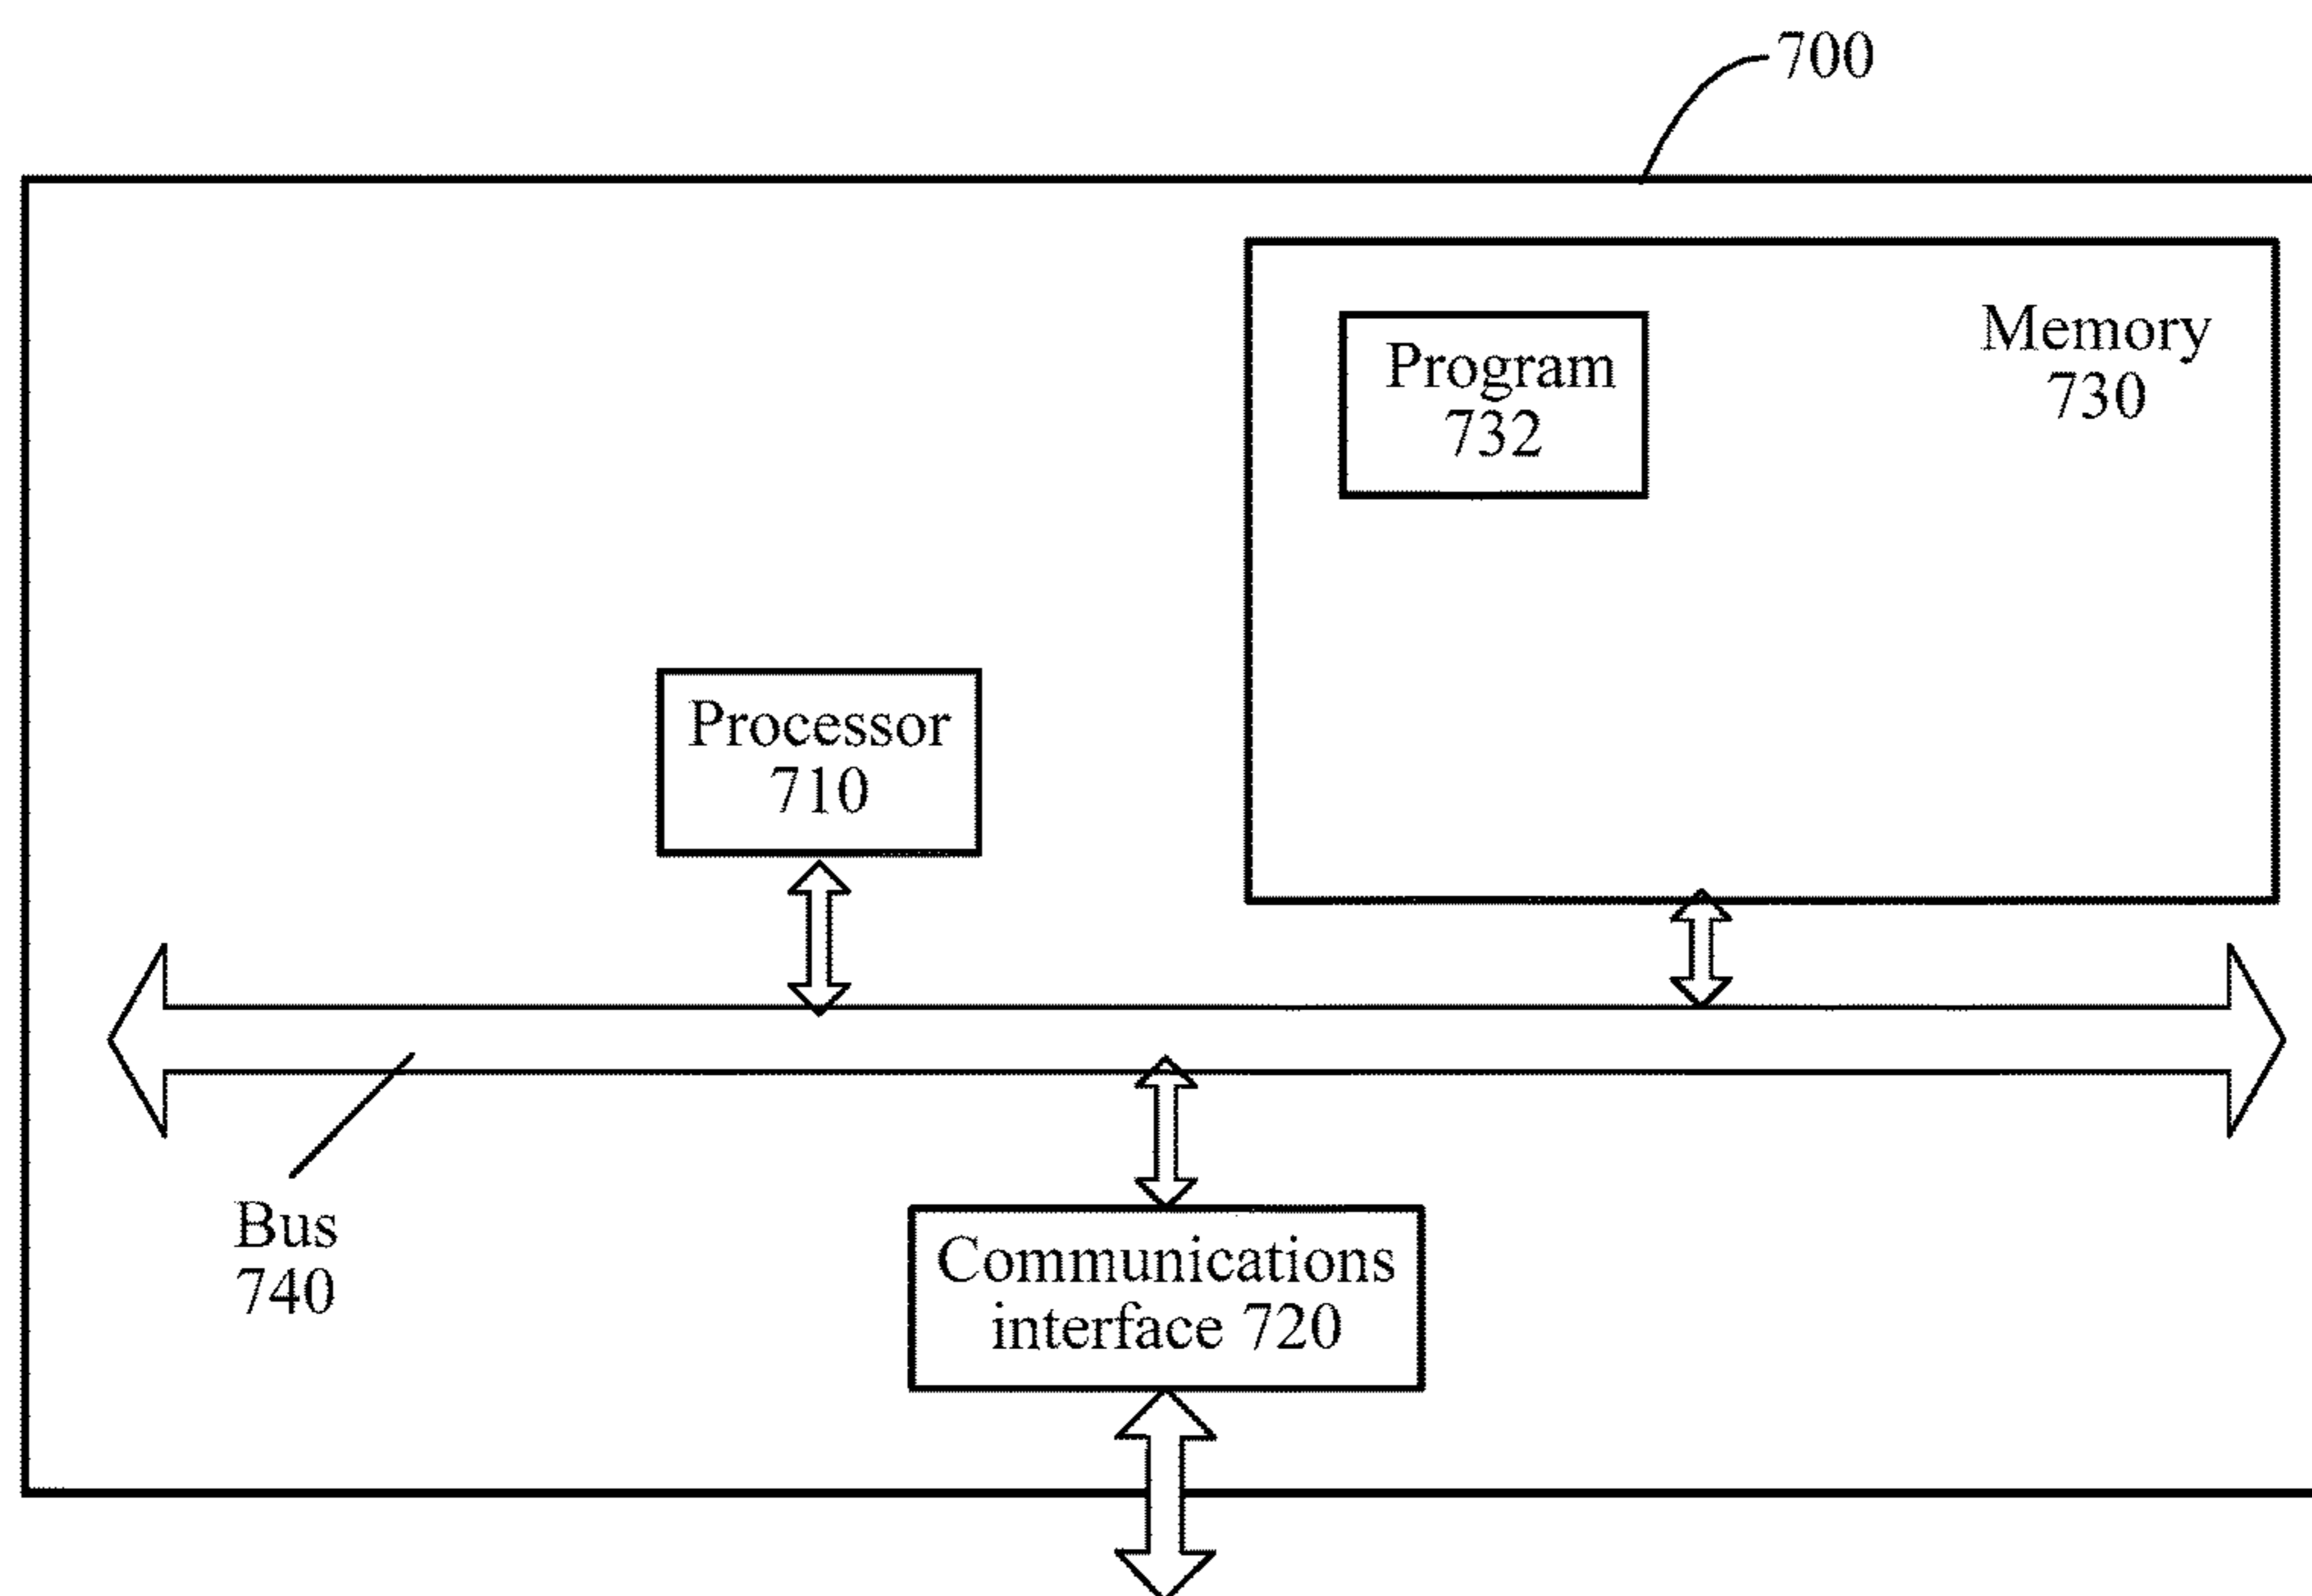 700
Memory
730
Program
732
Processor
710
Bus
740
Communications
interface 720